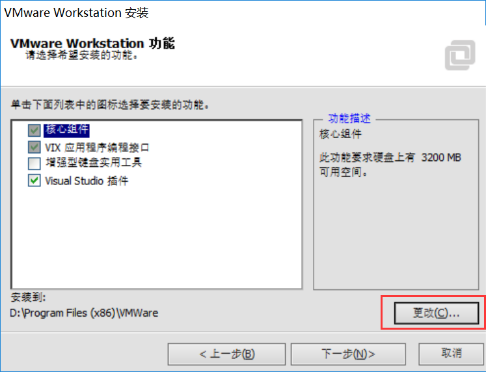 VMware Workstation 安装
VMware Workstation 功能
请选择希望安装的功能。
单击下面列表中的图标选择要安装的功能。
核心组件
VIX 应用程序编程接口
增强型键盘实用工具
Visual Studio 插件
功能描述
核心组件
此功能要求硬盘上有 3200 MB
可用空间。
安装到:
D:\Program Files (x86)\VMWare
更改(C)...
< 上一步(B)
下一步(N)>
取消